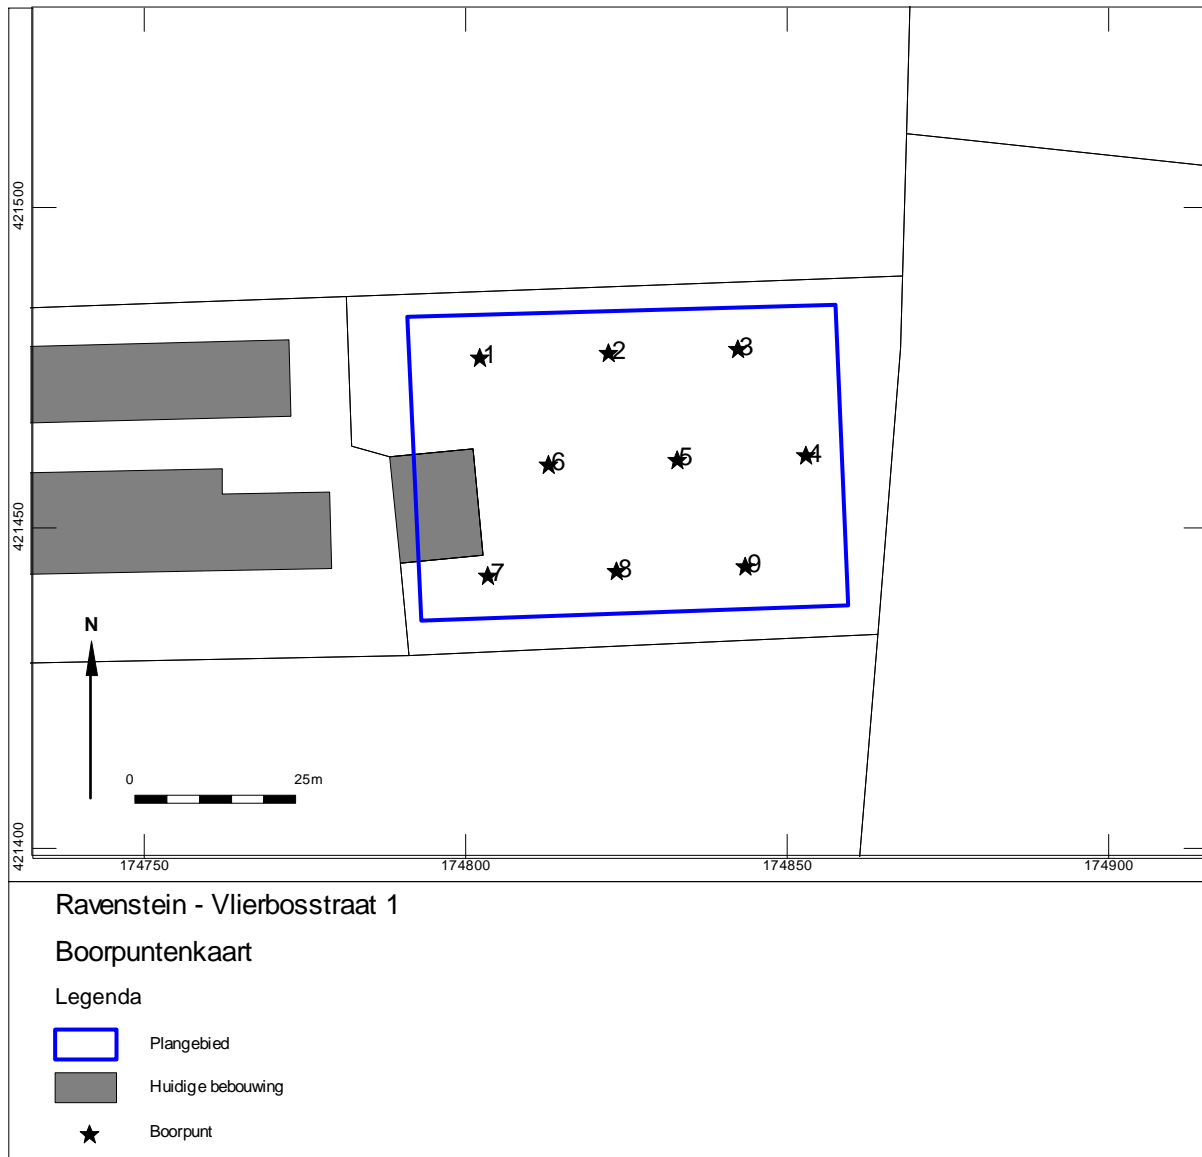 421500
1
2
3
6
5
4
421450
7
8
9
N
0 25m
421400
174750 174800 174850 174900
Ravenstein - Vlierbosstraat 1
Boorpuntenkaart
Legenda
Plangebied
Huidige bebouwing
Boorpunt